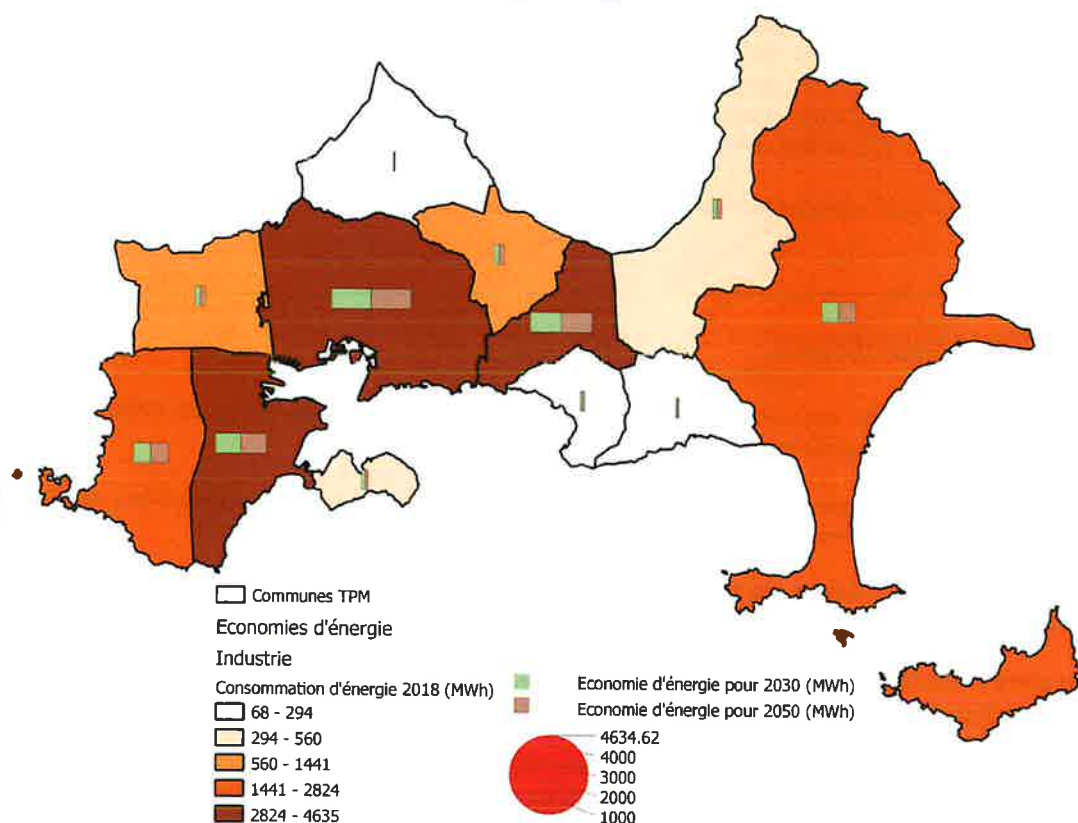 Communes TPM
Economies d'énergie
Industrie
Consommation d'énergie 2018 (MWh)
68 - 294
294 - 560
560 - 1441
1441 - 2824
2824 - 4635
Economie d'énergie pour 2030 (MWh)
Economie d'énergie pour 2050 (MWh)
4634.62
4000
3000
2000
1000